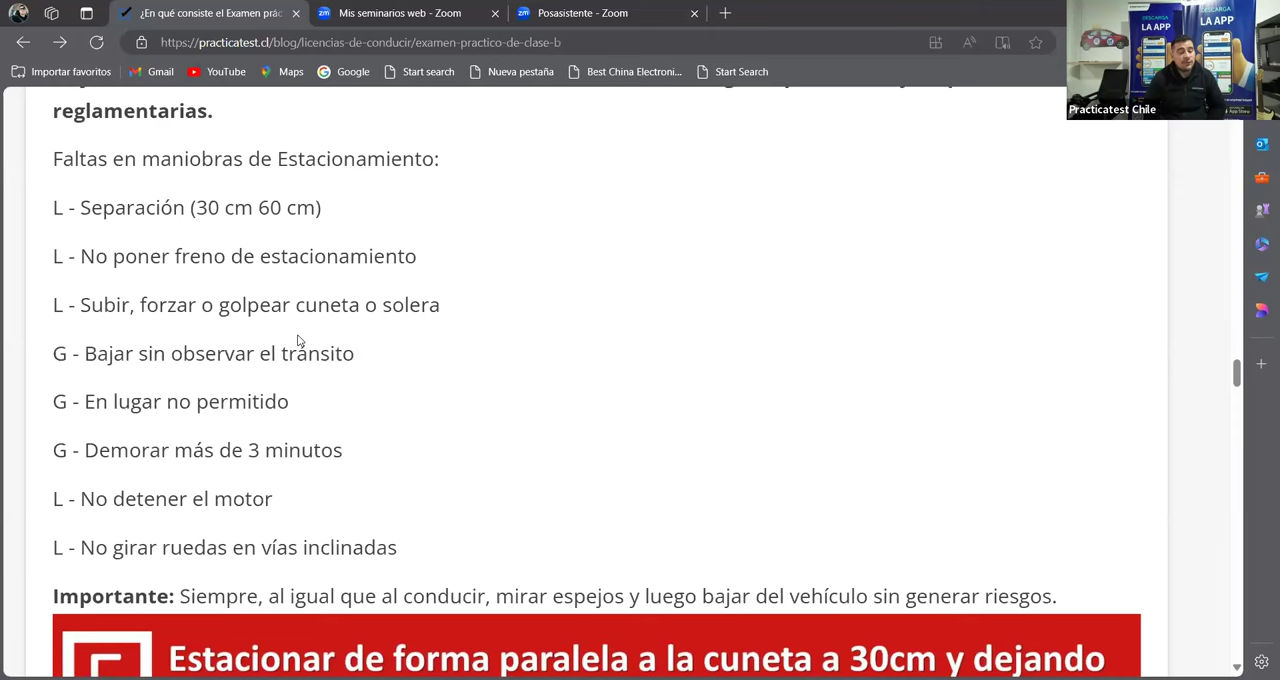 ¿En qué consiste el Examen prác
Mis seminarios web - Zoom
Posasistente - Zoom
https://practicatest.cl/blog/licencias-de-conducir/examen-practico-de-clase-b
Importar favoritos
Gmail
YouTube
Maps
Google
Start search
Nueva pestaña
Best China Electroni...
Start Search
DESCARGA
LA APP
DESCARGA
LA APP
Practicatest Chile
reglamentarias.
Faltas en maniobras de Estacionamiento:
L - Separación (30 cm 60 cm)
L - No poner freno de estacionamiento
L - Subir, forzar o golpear cuneta o solera
G - Bajar sin observar el tránsito
G - En lugar no permitido
G - Demorar más de 3 minutos
L - No detener el motor
L - No girar ruedas en vías inclinadas
Importante: Siempre, al igual que al conducir, mirar espejos y luego bajar del vehículo sin generar riesgos.
Estacionar de forma paralela a la cuneta a 30cm y dejando